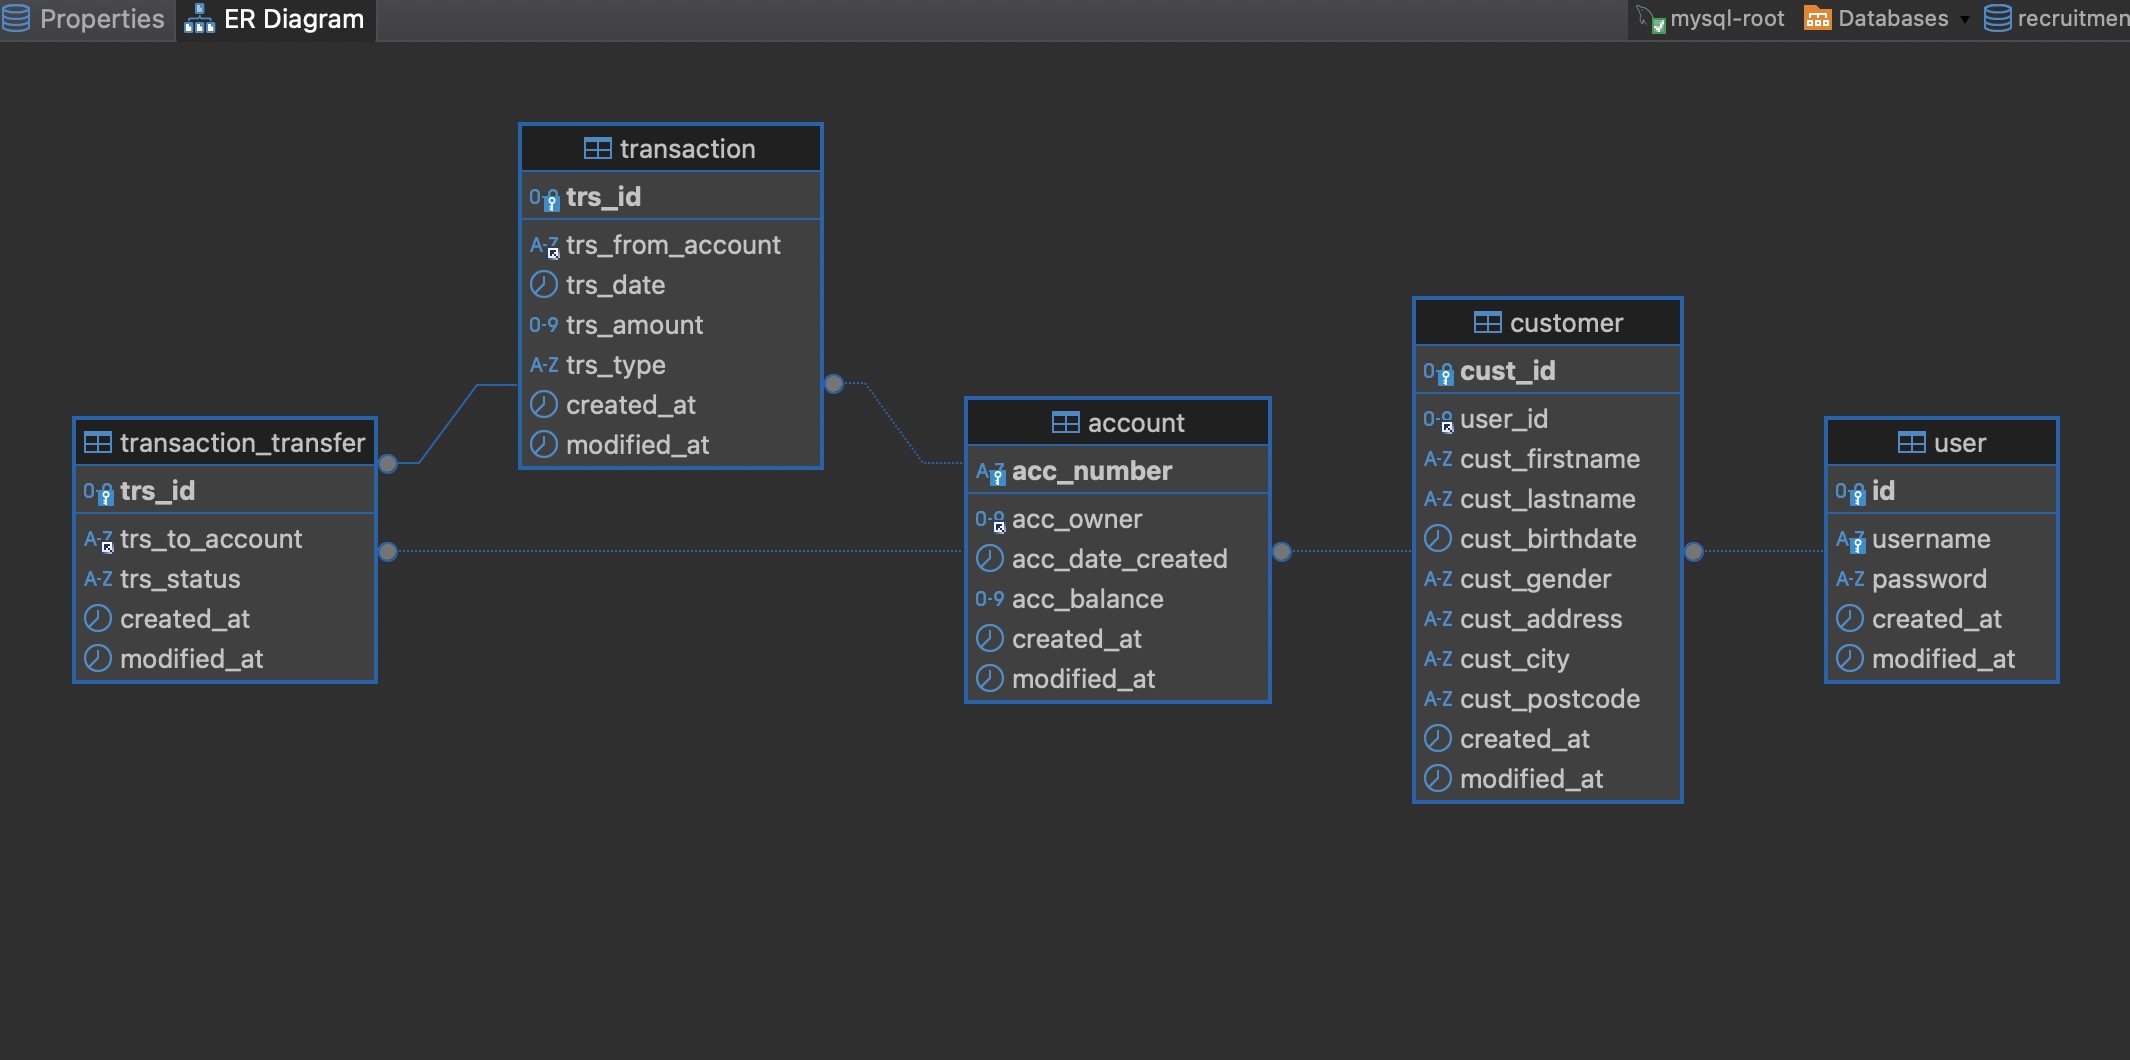 Properties
ER Diagram
mysql-root
Databases
recruitmen
transaction
trs_id
trs_from_account
trs_date
trs_amount
trs_type
created_at
modified_at
transaction_transfer
trs_id
trs_to_account
trs_status
created_at
modified_at
account
acc_number
acc_owner
acc_date_created
acc_balance
created_at
modified_at
customer
cust_id
user_id
cust_firstname
cust_lastname
cust_birthdate
cust_gender
cust_address
cust_city
cust_postcode
created_at
modified_at
user
id
username
password
created_at
modified_at